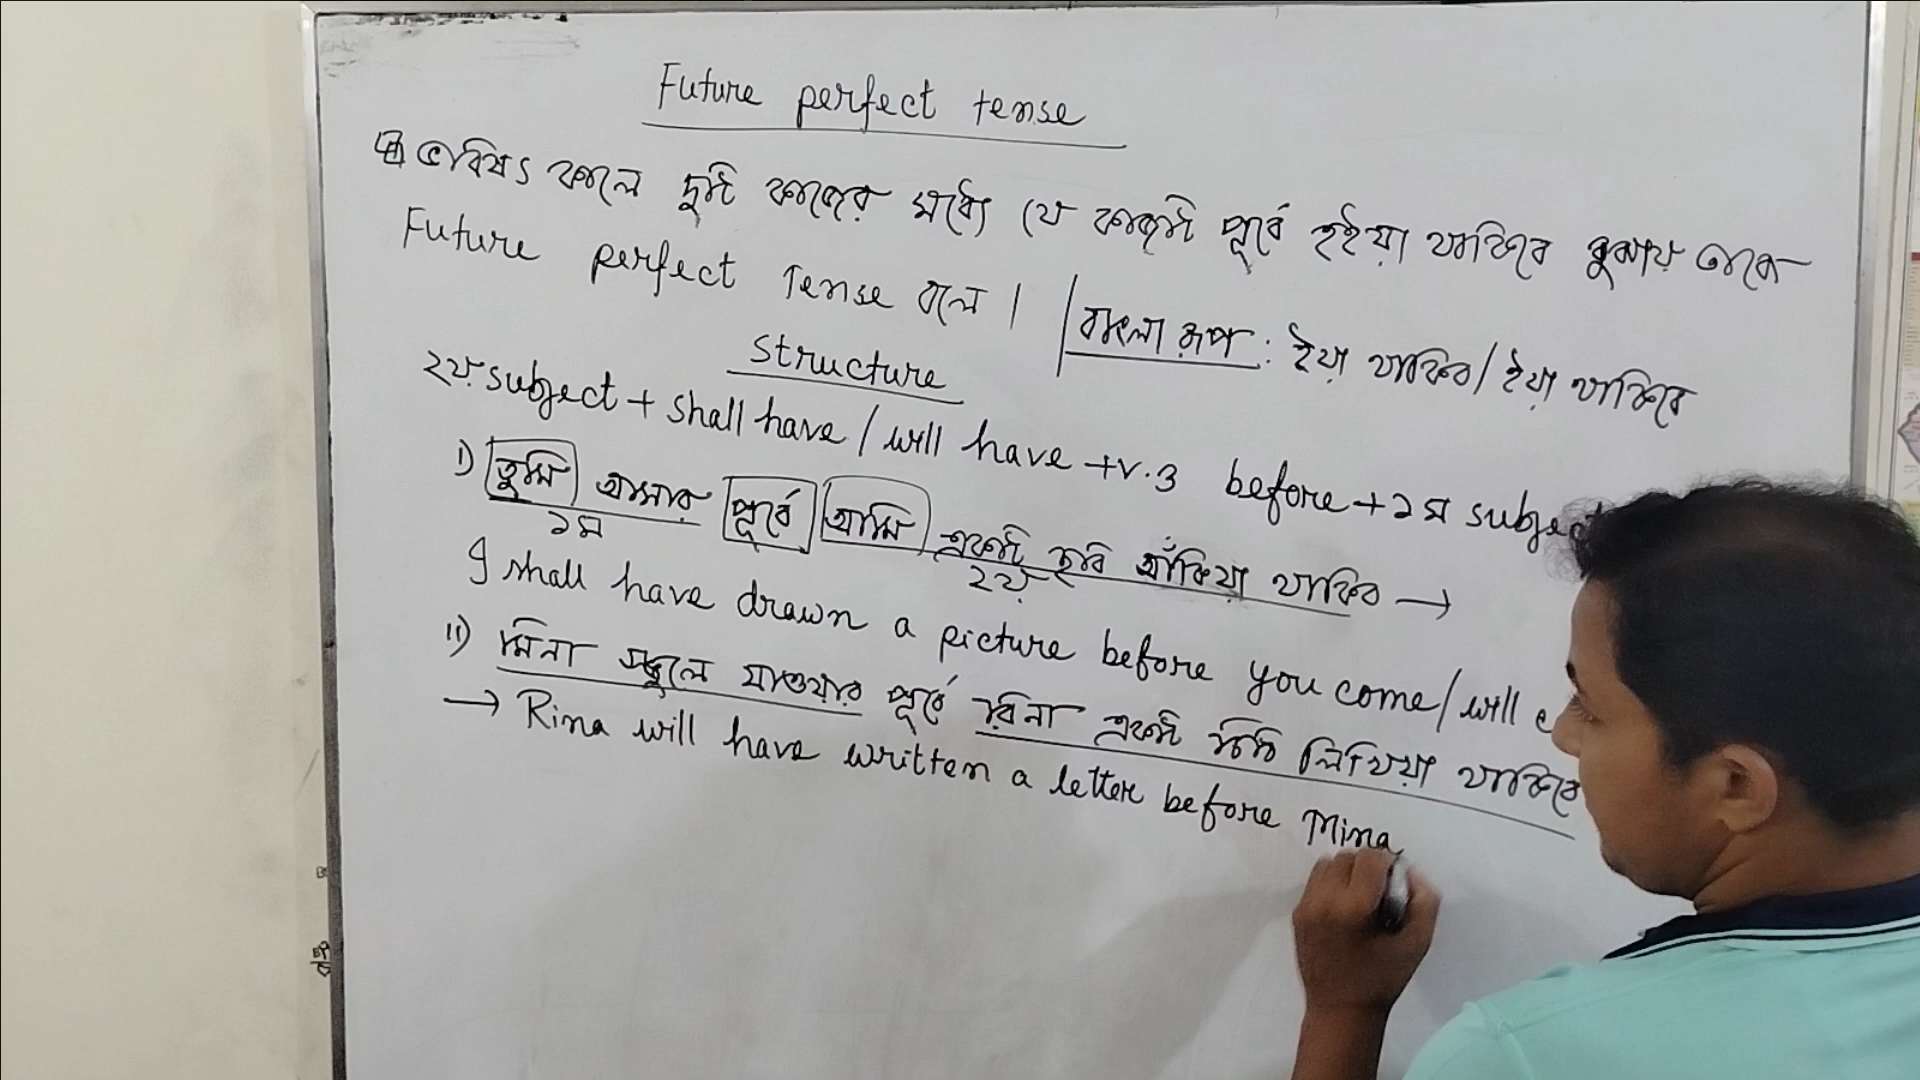 Future perfect tense
ভবিষৎ কালে দুটি কাজের মধ্যে যে কাজটি পূর্বে হইয়া থাকিবে বুঝায় তাকে
Future perfect Tense বলে। বাংলা রূপ: ইয়া থাকিব/ইয়া থাকিবে
Structure
২য় subject + shall have / will have + v.3 before + ১ম subject
i) তুমি আসার পূর্বে আমি একটি ছবি আঁকিয়া থাকিব →
১ম ২য়
I shall have drawn a picture before you come / will
ii) মিনা স্কুলে যাওয়ার পূর্বে রিনা একটি চিঠি লিখিয়া থাকিবে
→ Rina will have written a letter before Mina